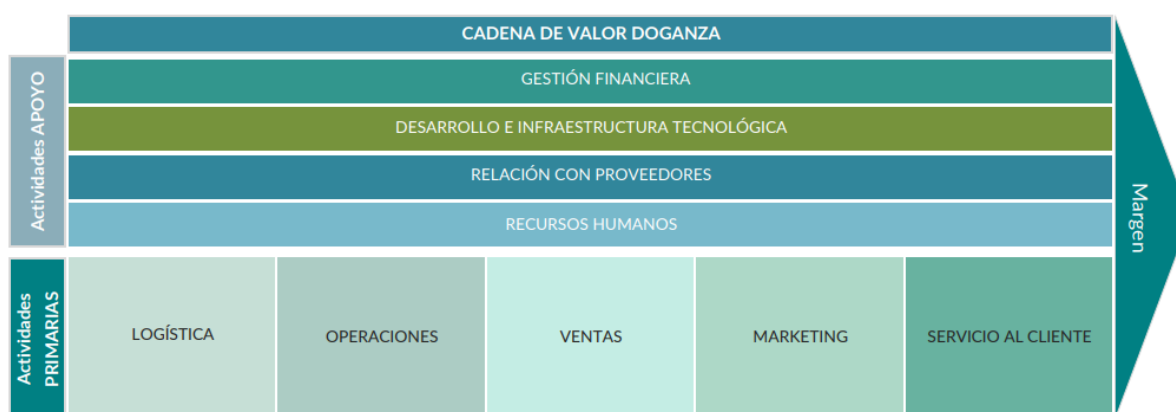 CADENA DE VALOR DOGANZA
Actividades APOYO
GESTIÓN FINANCIERA
DESARROLLO E INFRAESTRUCTURA TECNOLÓGICA
RELACIÓN CON PROVEEDORES
RECURSOS HUMANOS
Margen
Actividades
PRIMARIAS
LOGÍSTICA
OPERACIONES
VENTAS
MARKETING
SERVICIO AL CLIENTE